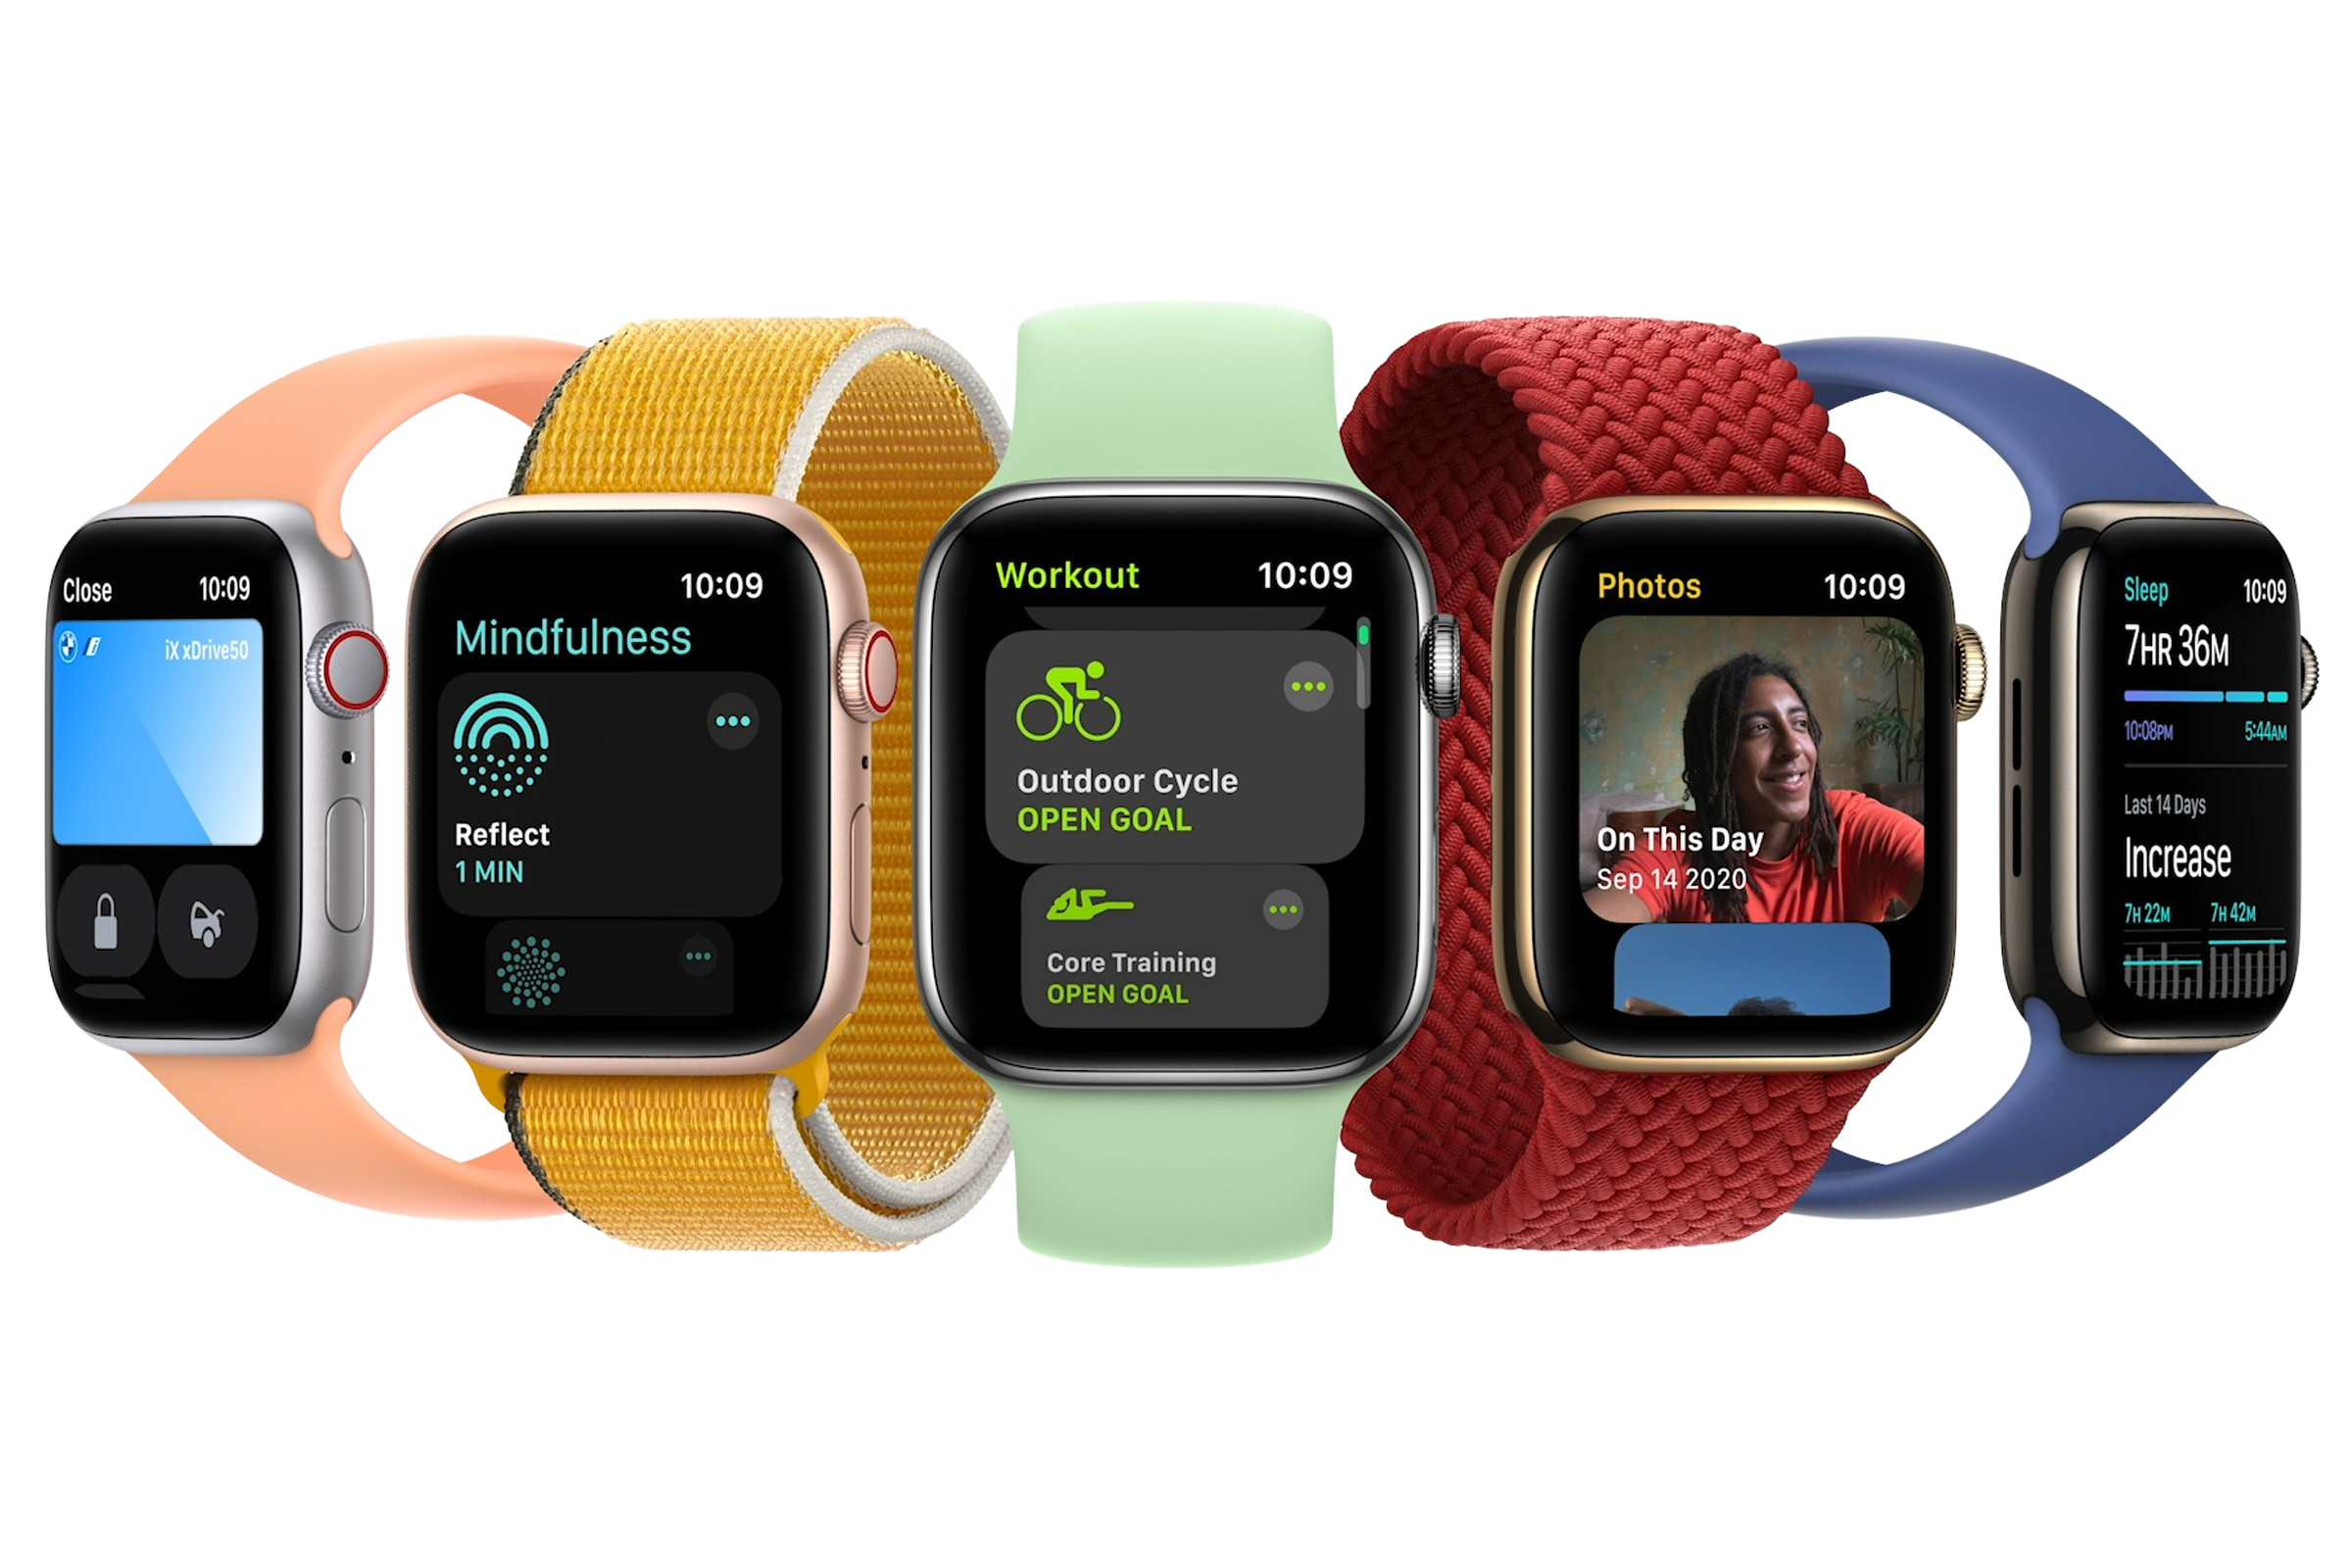 Close 10:09
iX xDrive50
10:09
Mindfulness
Reflect
1 MIN
Workout 10:09
Outdoor Cycle
OPEN GOAL
Core Training
OPEN GOAL
Photos 10:09
On This Day
Sep 14 2020
Sleep 10:09
7HR 36M
10:08PM 5:44AM
Last 14 Days
Increase
7H 22M 7H 42M